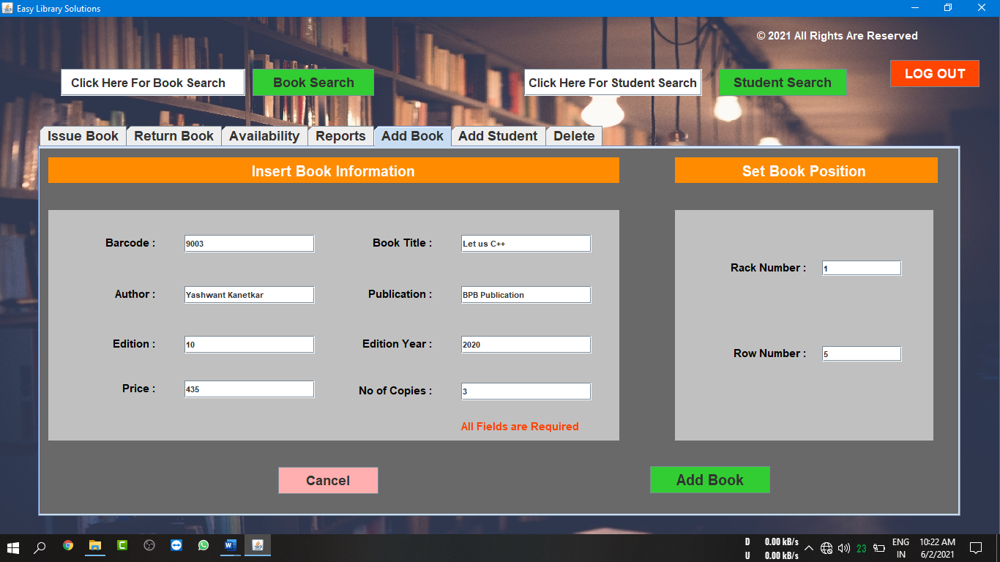 Easy Library Solutions
© 2021 All Rights Are Reserved
Click Here For Book Search Book Search Click Here For Student Search Student Search LOG OUT
Issue Book Return Book Availability Reports Add Book Add Student Delete
Insert Book Information Set Book Position
Barcode : 9003 Book Title : Let us C++
Rack Number : 1
Author : Yashwant Kanetkar Publication : BPB Publication
Edition : 10 Edition Year : 2020
Row Number : 5
Price : 435 No of Copies : 3
All Fields are Required
Cancel Add Book
D 0.00 kB/s
U 0.00 kB/s
23
ENG
IN
10:22 AM
6/2/2021